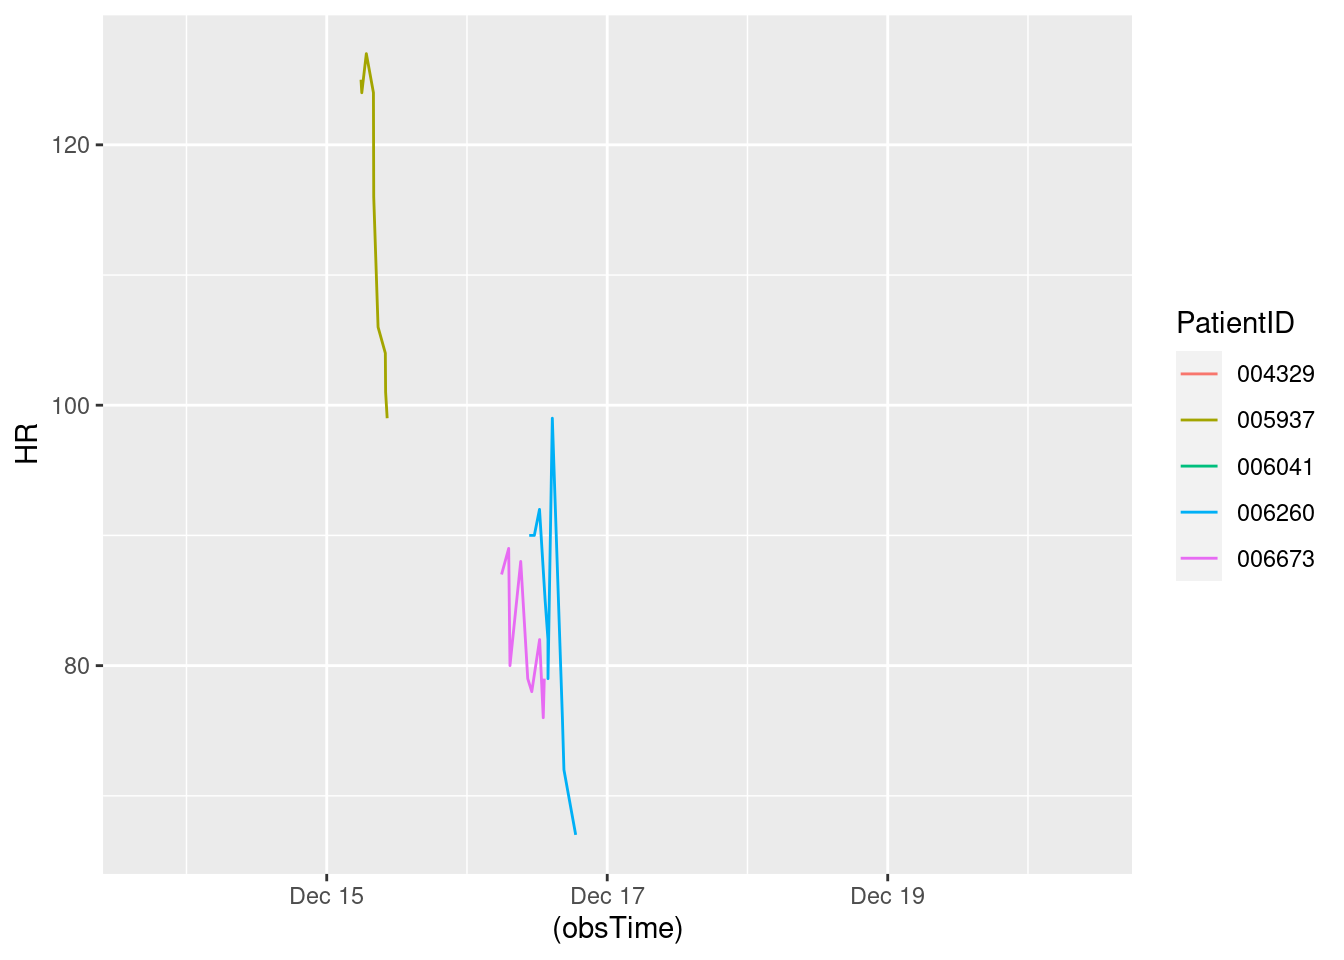 120
100
80
HR
Dec 15
Dec 17
Dec 19
(obsTime)
PatientID
004329
005937
006041
006260
006673